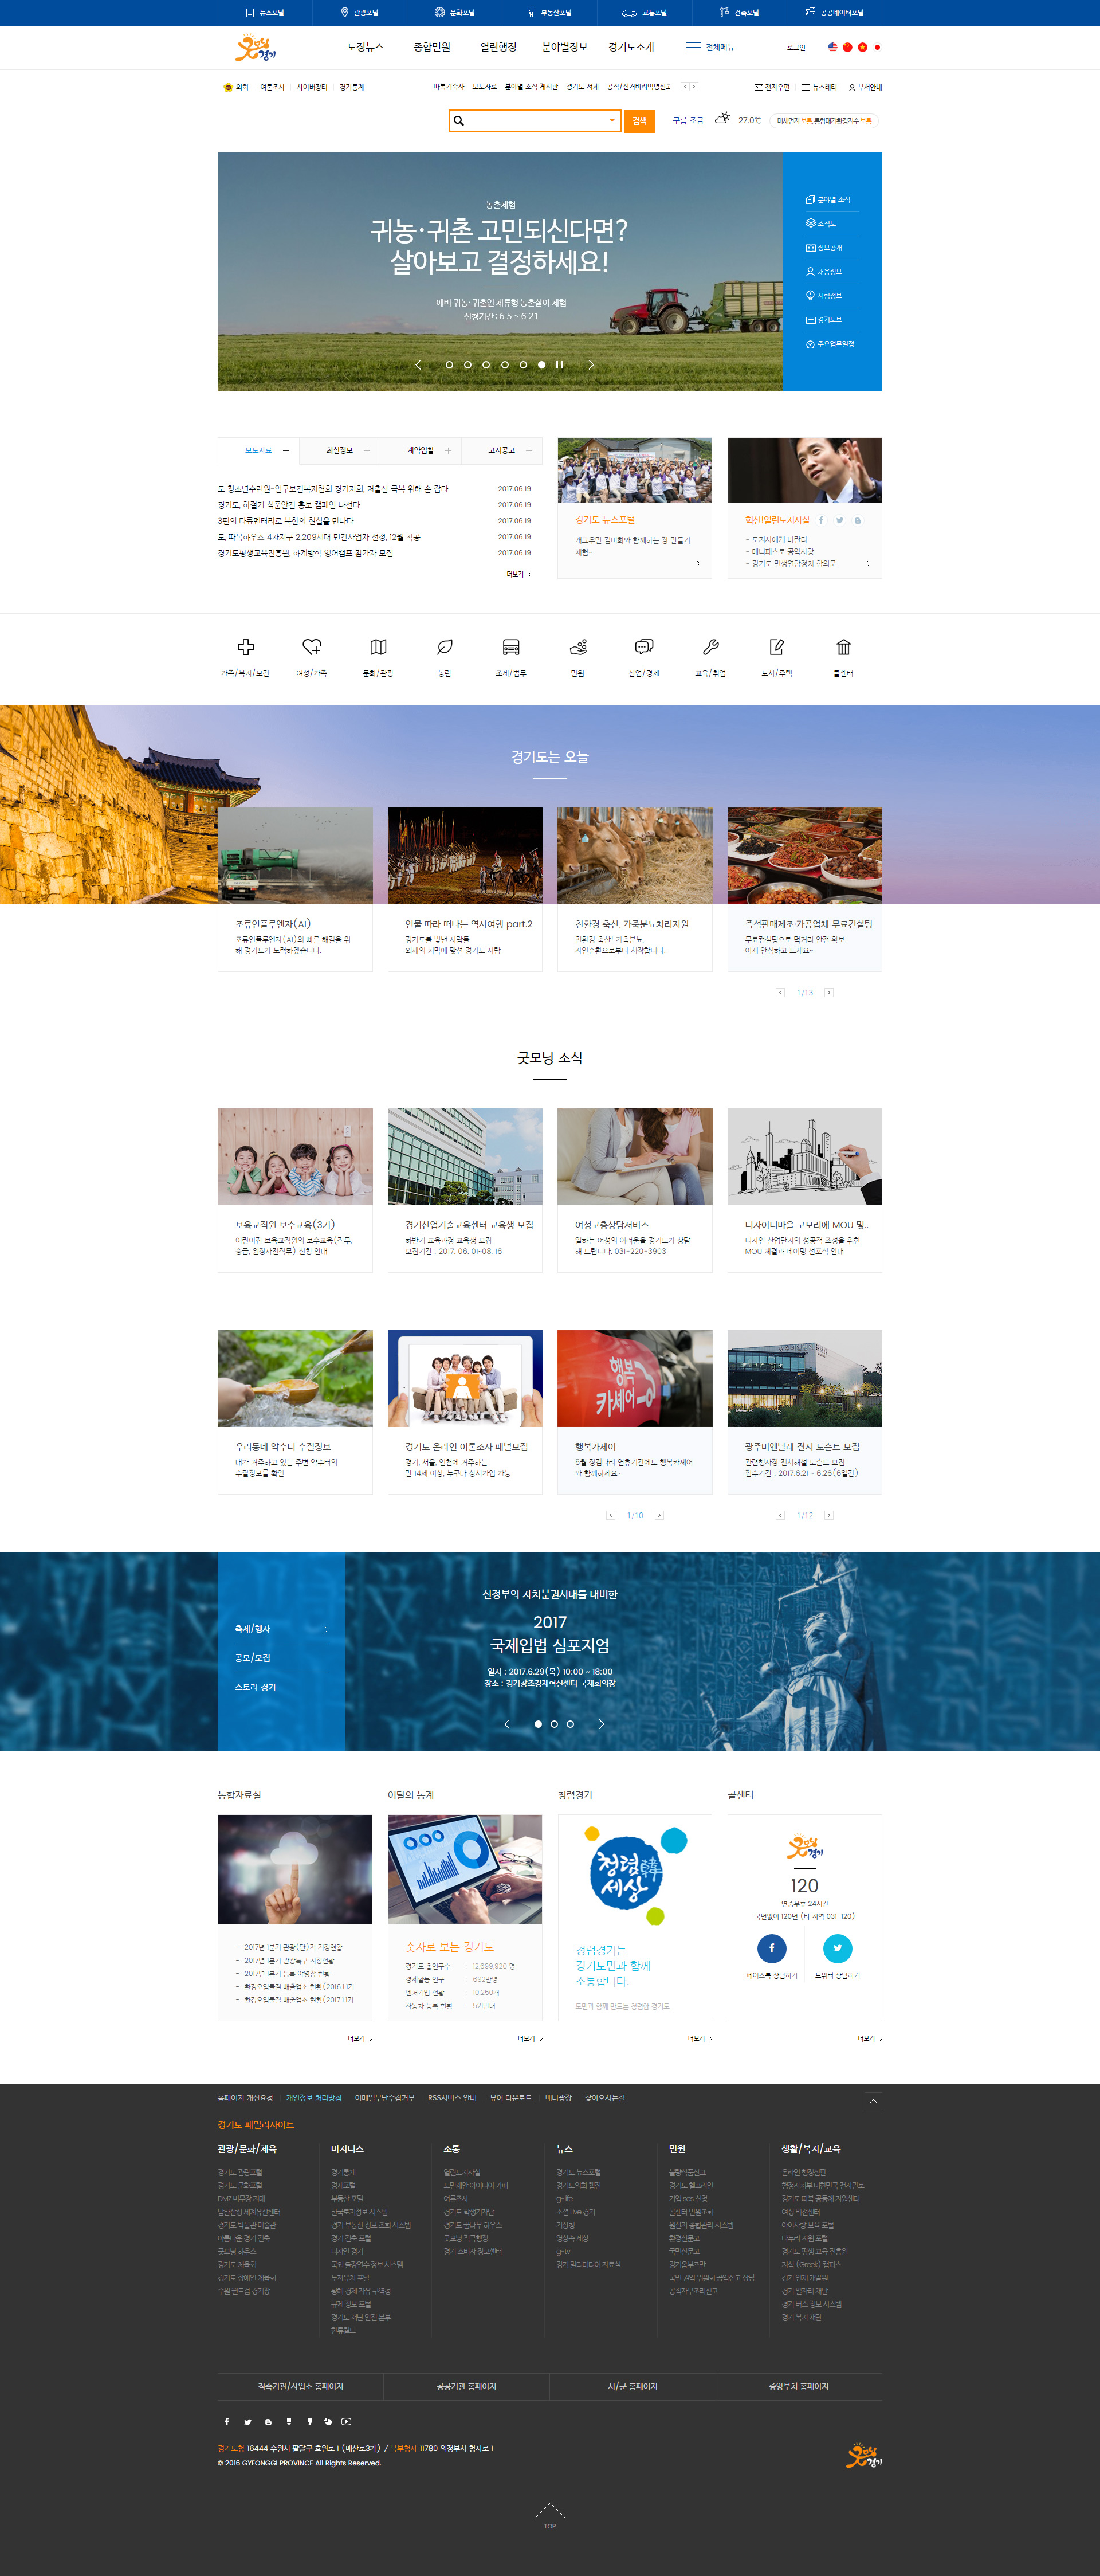 뉴스포털
관광포털
문화포털
부동산포털
교통포털
건축포털
공공데이터포털
굿모닝 경기
도정뉴스
종합민원
열린행정
분야별정보
경기도소개
전체메뉴
로그인
의회
여론조사
사이버장터
경기통계
따복기숙사
보도자료
분야별 소식 게시판
경기도 서체
공직/선거비리익명신고
전자우편
뉴스레터
부서안내
검색
구름 조금
27.0℃
미세먼지 보통, 통합대기환경지수 보통
농촌체험
귀농·귀촌 고민되신다면?
살아보고 결정하세요!
예비 귀농·귀촌인 체류형 농촌살이 체험
신청기간 : 6.5 ~ 6.21
분야별 소식
조직도
정보공개
채용정보
시험정보
경기도보
주요업무일정
보도자료
최신정보
계약입찰
고시공고
도 청소년수련원-인구보건복지협회 경기지회, 저출산 극복 위해 손 잡다 2017.06.19
경기도, 하절기 식품안전 홍보 캠페인 나선다 2017.06.19
3편의 다큐멘터리로 북한의 현실을 만나다 2017.06.19
도, 따복하우스 4차지구 2,209세대 민간사업자 선정, 12월 착공 2017.06.19
경기도평생교육진흥원, 하계방학 영어캠프 참가자 모집 2017.06.19
더보기
경기도 뉴스포털
개그우먼 김미화와 함께하는 장 만들기
체험~
혁신!열린도지사실
- 도지사에게 바란다
- 메니페스토 공약사항
- 경기도 민생연합정치 합의문
가족/복지/보건
여성/가족
문화/관광
농림
조세/법무
민원
산업/경제
교육/취업
도시/주택
콜센터
경기도는 오늘
조류인플루엔자(AI)
조류인플루엔자(AI)의 빠른 해결을 위
해 경기도가 노력하겠습니다.
인물 따라 떠나는 역사여행 part.2
경기도를 빛낸 사람들
외세의 치욕에 맞선 경기도 사람
친환경 축산, 가축분뇨처리지원
친환경 축산! 가축분뇨,
자연순환으로부터 시작합니다.
즉석판매제조·가공업체 무료컨설팅
무료컨설팅으로 먹거리 안전 확보
이제 안심하고 드세요~
1/13
굿모닝 소식
보육교직원 보수교육(3기)
어린이집 보육교직원의 보수교육(직무,
승급, 원장사전직무) 신청 안내
경기산업기술교육센터 교육생 모집
하반기 교육과정 교육생 모집
모집기간 : 2017. 06. 01~08. 16
여성고충상담서비스
일하는 여성의 어려움을 경기도가 상담
해 드립니다. 031-220-3903
디자이너마을 고모리에 MOU 및..
디자인 산업단지의 성공적 조성을 위한
MOU 체결과 네이밍 선포식 안내
행복
카셰어
우리동네 약수터 수질정보
내가 거주하고 있는 주변 약수터의
수질정보를 확인
경기도 온라인 여론조사 패널모집
경기, 서울, 인천에 거주하는
만 14세 이상, 누구나 상시가입 가능
행복카셰어
5월 징검다리 연휴기간에도 행복카셰어
와 함께하세요~
광주비엔날레 전시 도슨트 모집
관련행사장 전시해설 도슨트 모집
접수기간 : 2017.6.21 ~ 6.26(6일간)
1/10
1/12
축제/행사
공모/모집
스토리 경기
신정부의 자치분권시대를 대비한
2017
국제입법 심포지엄
일시 : 2017.6.29(목) 10:00 ~ 18:00
장소 : 경기창조경제혁신센터 국제회의장
통합자료실
이달의 통계
청렴경기
콜센터
- 2017년 1분기 관광(단)지 지정현황
- 2017년 1분기 관광특구 지정현황
- 2017년 1분기 등록 야영장 현황
- 환경오염물질 배출업소 현황(2016.1.17)
- 환경오염물질 배출업소 현황(2017.1.17)
더보기
숫자로 보는 경기도
경기도 총인구수 : 12,699,920 명
경제활동 인구 : 692만명
벤처기업 현황 : 10,250개
자동차 등록 현황 : 521만대
더보기
청렴세상
청렴경기는
경기도민과 함께
소통합니다.
도민과 함께 만드는 청렴한 경기도
더보기
굿모닝 경기
120
연중무휴 24시간
국번없이 120번 (타 지역 031-120)
페이스북 상담하기
트위터 상담하기
더보기
홈페이지 개선요청
개인정보 처리방침
이메일무단수집거부
RSS서비스 안내
뷰어 다운로드
배너광장
찾아오시는길
경기도 패밀리사이트
관광/문화/체육
경기도 관광포털
경기도 문화포털
DMZ 비무장 지대
남한산성 세계유산센터
경기도 박물관 미술관
아름다운 경기 건축
굿모닝 하우스
경기도 체육회
경기도 장애인 체육회
수원 월드컵 경기장
비지니스
경기통계
경제포털
부동산 포털
한국토지정보 시스템
경기 부동산 정보 조회 시스템
경기 건축 포털
디자인 경기
국외 출장연수 정보 시스템
투자유치 포털
황해 경제 자유 구역청
규제 정보 포털
경기도 재난 안전 본부
한류월드
소통
열린도지사실
도민제안 아이디어 카페
여론조사
경기도 학생기자단
경기도 꿈나무 하우스
굿모닝 적극행정
경기 소비자 정보센터
뉴스
경기도 뉴스포털
경기도의회 웹진
g-life
소셜 Live 경기
기상청
영상속 세상
g-tv
경기 멀티미디어 자료실
민원
불량식품신고
경기도 헬프라인
기업 sos 신청
콜센터 민원조회
원산지 종합관리 시스템
환경신문고
국민신문고
경기옴부즈만
국민 권익 위원회 공익신고 상담
공직자부조리신고
생활/복지/교육
온라인 행정심판
행정자치부 대한민국 전자관보
경기도 따복 공동체 지원센터
여성 비전센터
아이사랑 보육 포털
다누리 지원 포털
경기도 평생 교육 진흥원
지식 (Greek) 캠퍼스
경기 인재 개발원
경기 일자리 재단
경기 버스 정보 시스템
경기 복지 재단
직속기관/사업소 홈페이지
공공기관 홈페이지
시/군 홈페이지
중앙부처 홈페이지
경기도청 16444 수원시 팔달구 효원로 1 (매산로3가) / 북부청사 11780 의정부시 청사로 1
© 2016 GYEONGGI PROVINCE All Rights Reserved.
굿모닝 경기
TOP